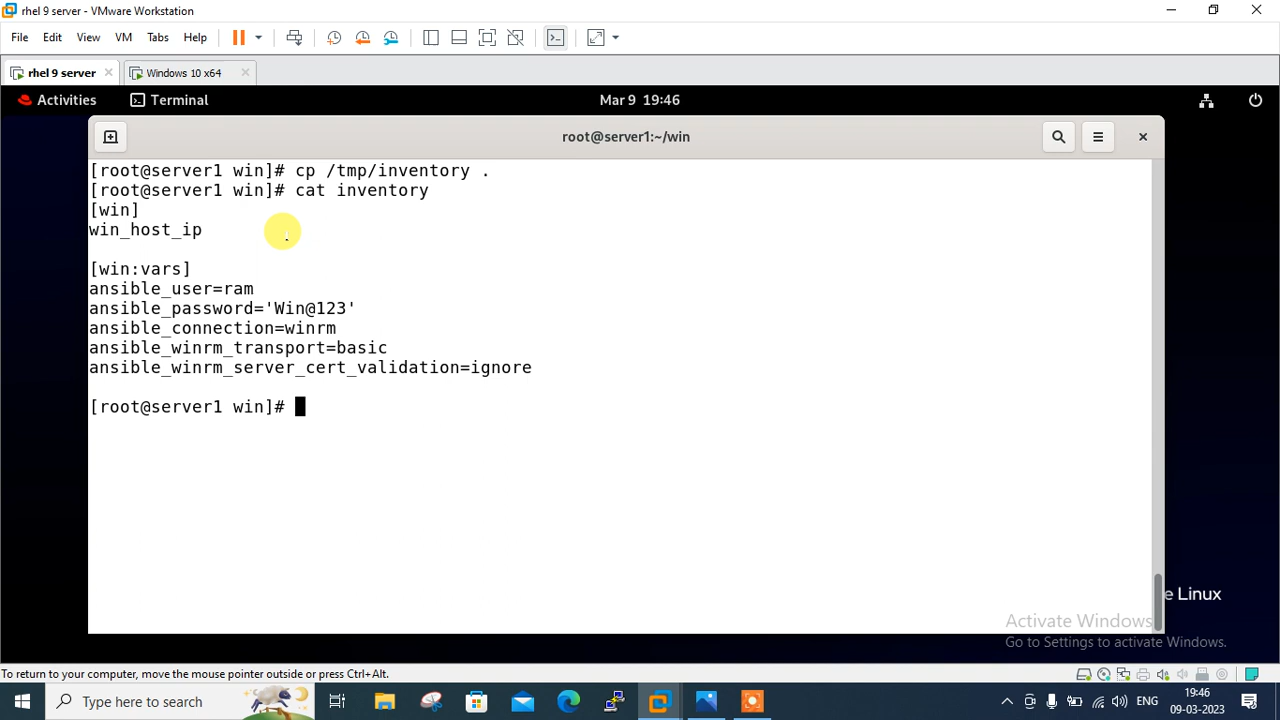 rhel 9 server - VMware Workstation
File Edit View VM Tabs Help
rhel 9 server Windows 10 x64
Activities Terminal Mar 9 19:46
root@server1:~/win
[root@server1 win]# cp /tmp/inventory .
[root@server1 win]# cat inventory
[win]
win_host_ip
[win:vars]
ansible_user=ram
ansible_password='Win@123'
ansible_connection=winrm
ansible_winrm_transport=basic
ansible_winrm_server_cert_validation=ignore
[root@server1 win]#
e Linux
Activate Windows
Go to Settings to activate Windows.
To return to your computer, move the mouse pointer outside or press Ctrl+Alt.
Type here to search
ENG
19:46
09-03-2023